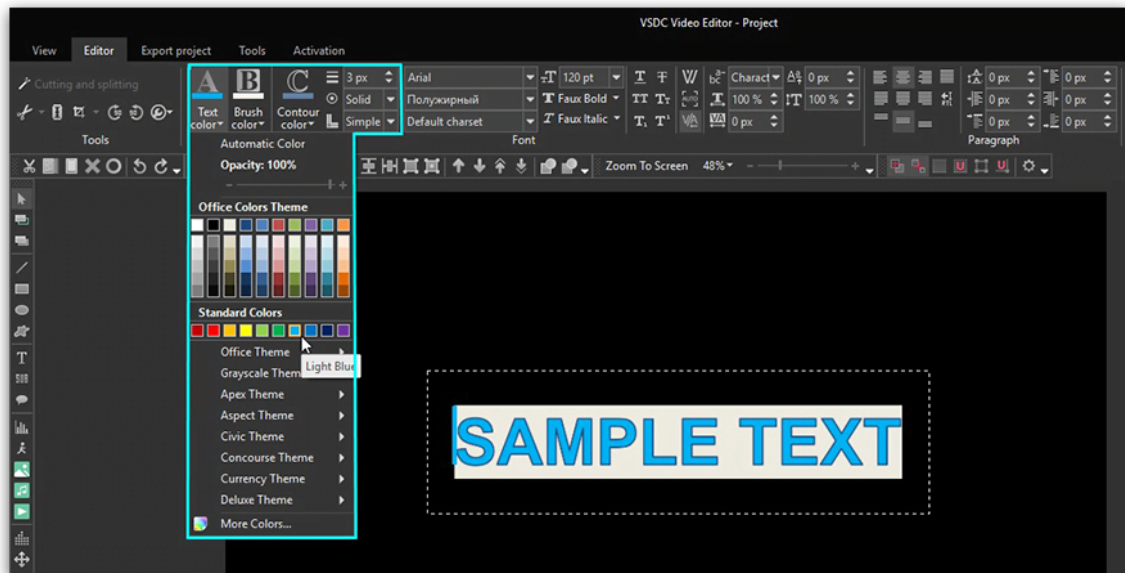 VSDC Video Editor - Project
View Editor Export project Tools Activation
Cutting and splitting
Tools
A B C
Text color Brush color Contour color
3 px
Solid
Simple
Arial
Полужирный
Default charset
120 pt
Faux Bold
Faux Italic
Charact
100 %
0 px
0 px
100 %
Font
0 px 0 px
0 px 0 px
0 px 0 px
Paragraph
Zoom To Screen 48%
Automatic Color
Opacity: 100%
Office Colors Theme
Standard Colors
Office Theme
Light Blue
Grayscale Them
Apex Theme
Aspect Theme
Civic Theme
Concourse Theme
Currency Theme
Deluxe Theme
More Colors...
SAMPLE TEXT